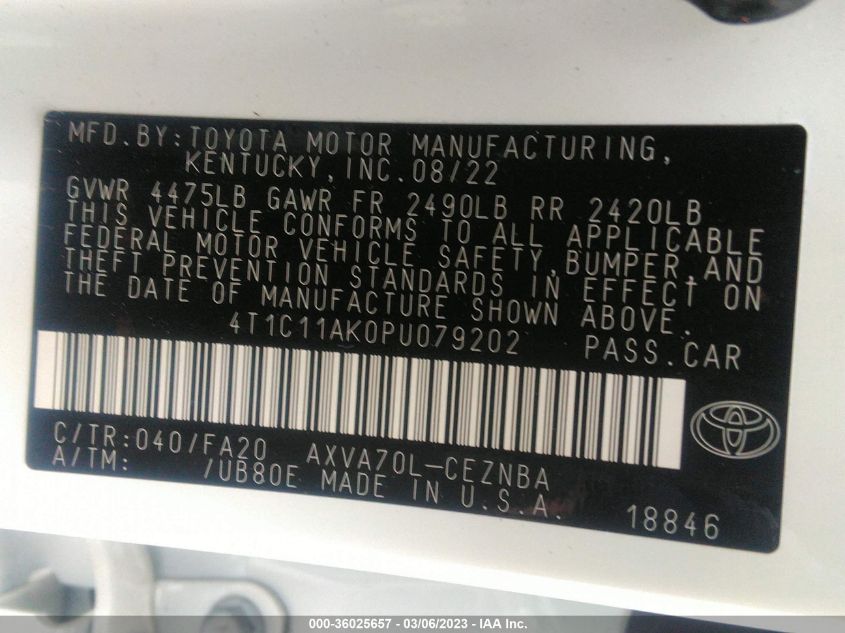 MFD.BY:TOYOTA MOTOR MANUFACTURING,
KENTUCKY,INC.08/22
GVWR 4475LB GAWR FR 2490LB RR 2420LB
THIS VEHICLE CONFORMS TO ALL APPLICABLE
FEDERAL MOTOR VEHICLE SAFETY,BUMPER,AND
THEFT PREVENTION STANDARDS IN EFFECT ON
THE DATE OF MANUFACTURE SHOWN ABOVE.
4T1C11AK0PU079202 PASS.CAR
C/TR:040/FA20 AXVA70L-CEZNBA
A/TM: /UB80E MADE IN U.S.A.
18846
000-36025657 - 03/06/2023 - IAA Inc.